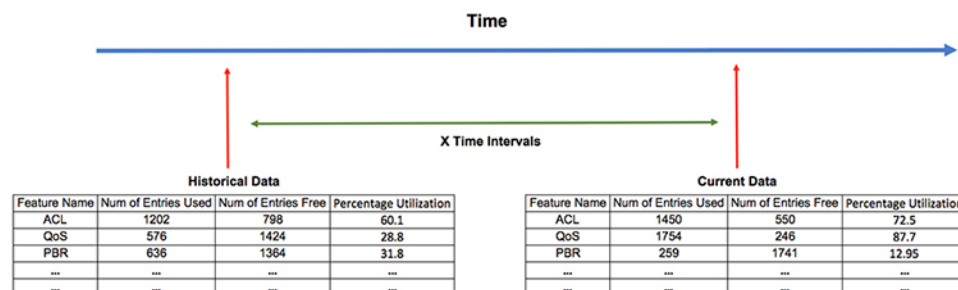 Time
X Time Intervals
Historical Data
Feature Name Num of Entries Used Num of Entries Free Percentage Utilization
ACL 1202 798 60.1
QoS 576 1424 28.8
PBR 636 1364 31.8
... ... ... ...
... ... ... ...
Current Data
Feature Name Num of Entries Used Num of Entries Free Percentage Utilization
ACL 1450 550 72.5
QoS 1754 246 87.7
PBR 259 1741 12.95
... ... ... ...
... ... ... ...